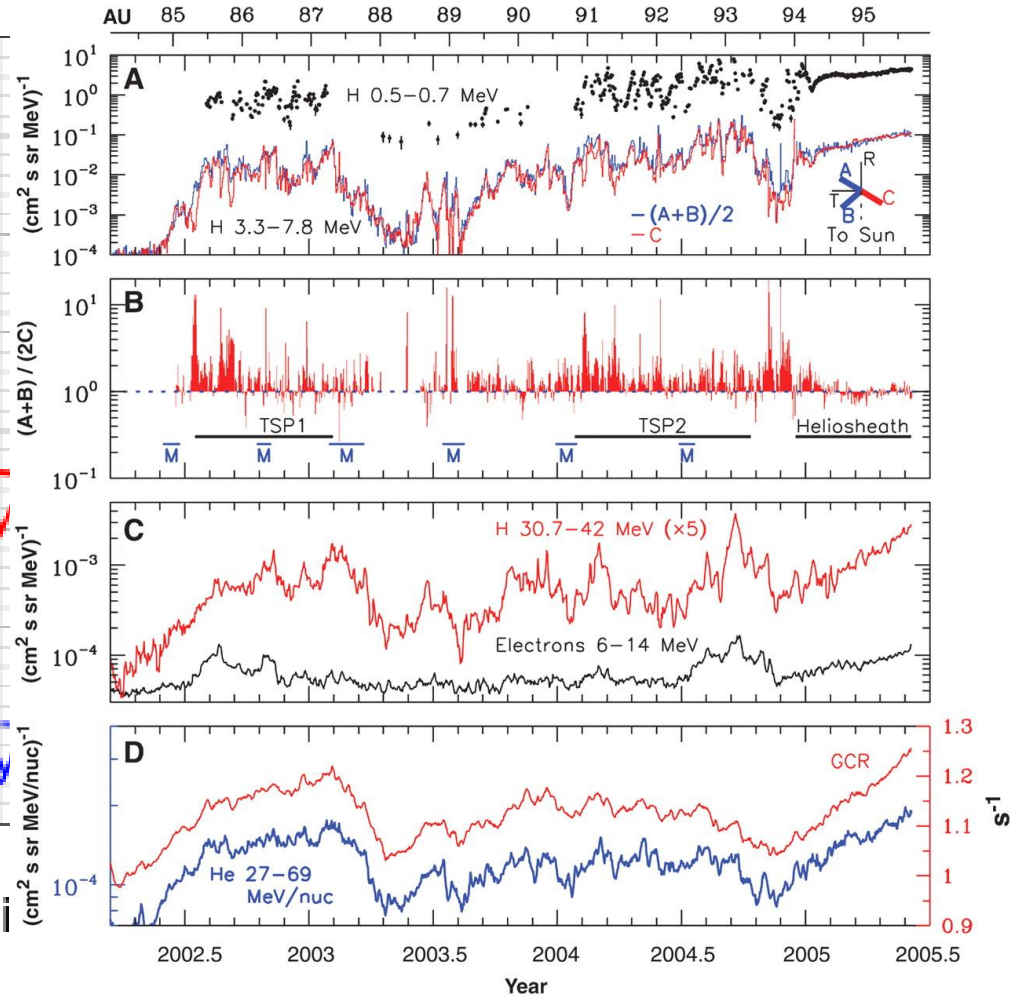 AU 85 86 87 88 89 90 91 92 93 94 95
A
H 0.5–0.7 MeV
H 3.3–7.8 MeV
–(A+B)/2
–C
R
A
C
T
B
To Sun
10¹
10⁰
10⁻¹
10⁻²
10⁻³
10⁻⁴
(cm² s sr MeV)⁻¹
B
10¹
10⁰
10⁻¹
(A+B) / (2C)
TSP1 TSP2 Heliosheath
M M M M M M
C
H 30.7–42 MeV (×5)
Electrons 6–14 MeV
10⁻³
10⁻⁴
(cm² s sr MeV)⁻¹
D
GCR
He 27–69
MeV/nuc
10⁻⁴
(cm² s sr MeV/nuc)⁻¹
1.3
1.2
1.1
1
0.9
s⁻¹
2002.5 2003 2003.5 2004 2004.5 2005 2005.5
Year